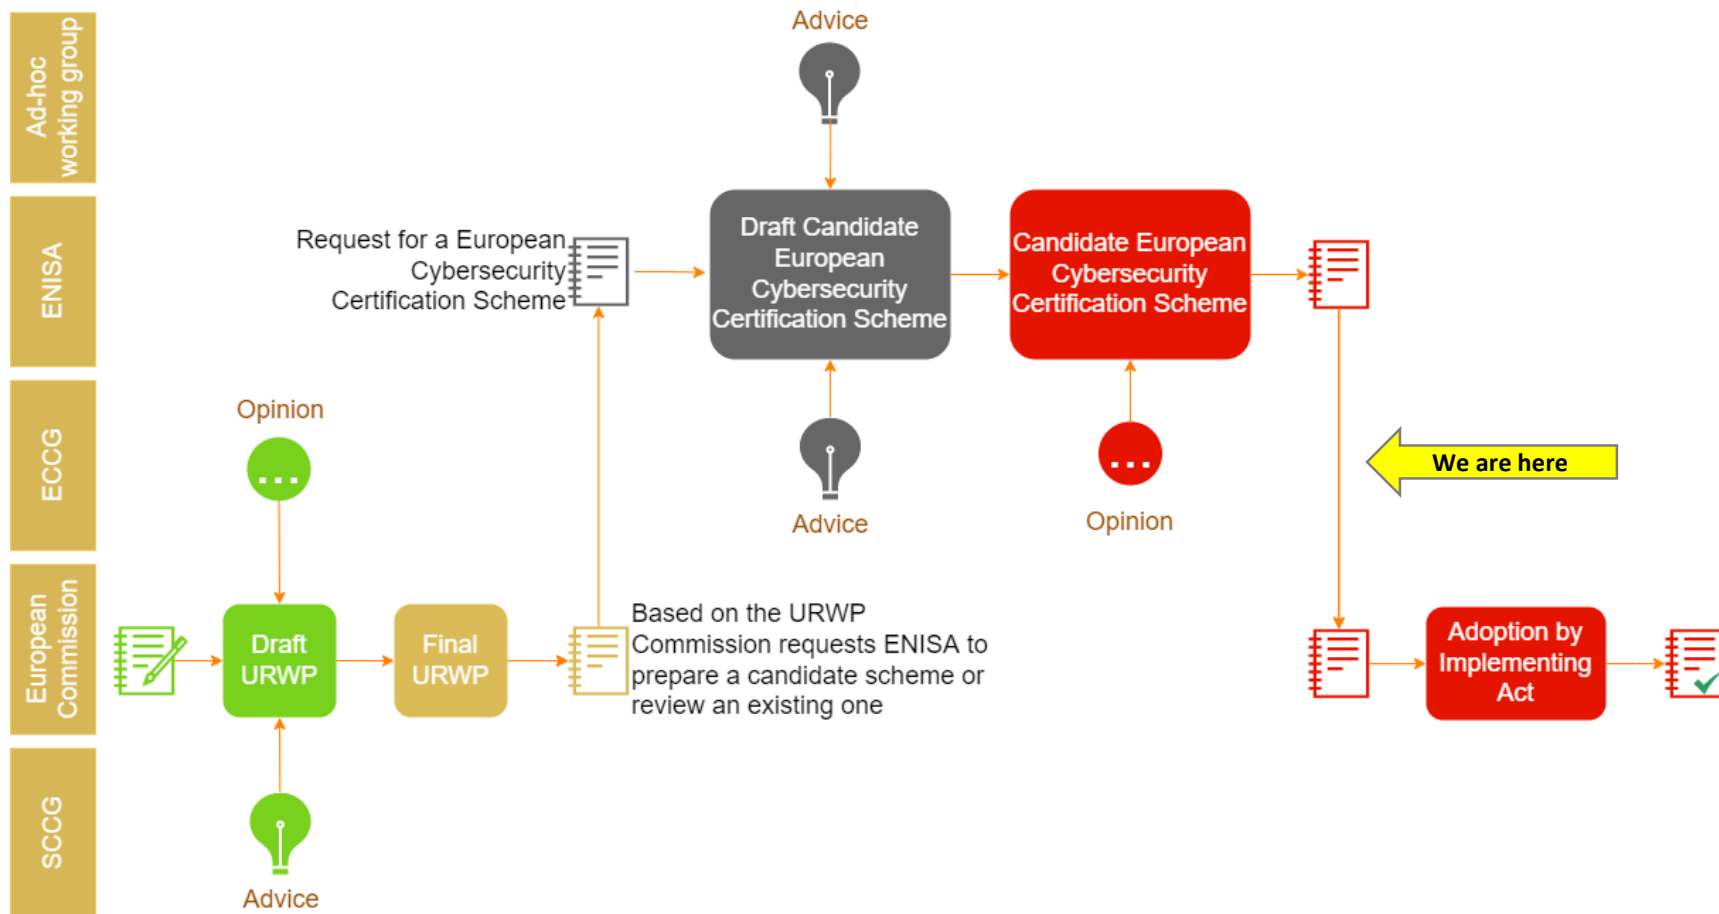 Ad-hoc
working group
ENISA
ECCG
European
Commission
SCCG
Advice
Request for a European
Cybersecurity
Certification Scheme
Draft Candidate
European
Cybersecurity
Certification Scheme
Candidate European
Cybersecurity
Certification Scheme
Opinion
...
Advice
...
Opinion
We are here
Draft
URWP
Final
URWP
Based on the URWP
Commission requests ENISA to
prepare a candidate scheme or
review an existing one
Adoption by
Implementing
Act
Advice